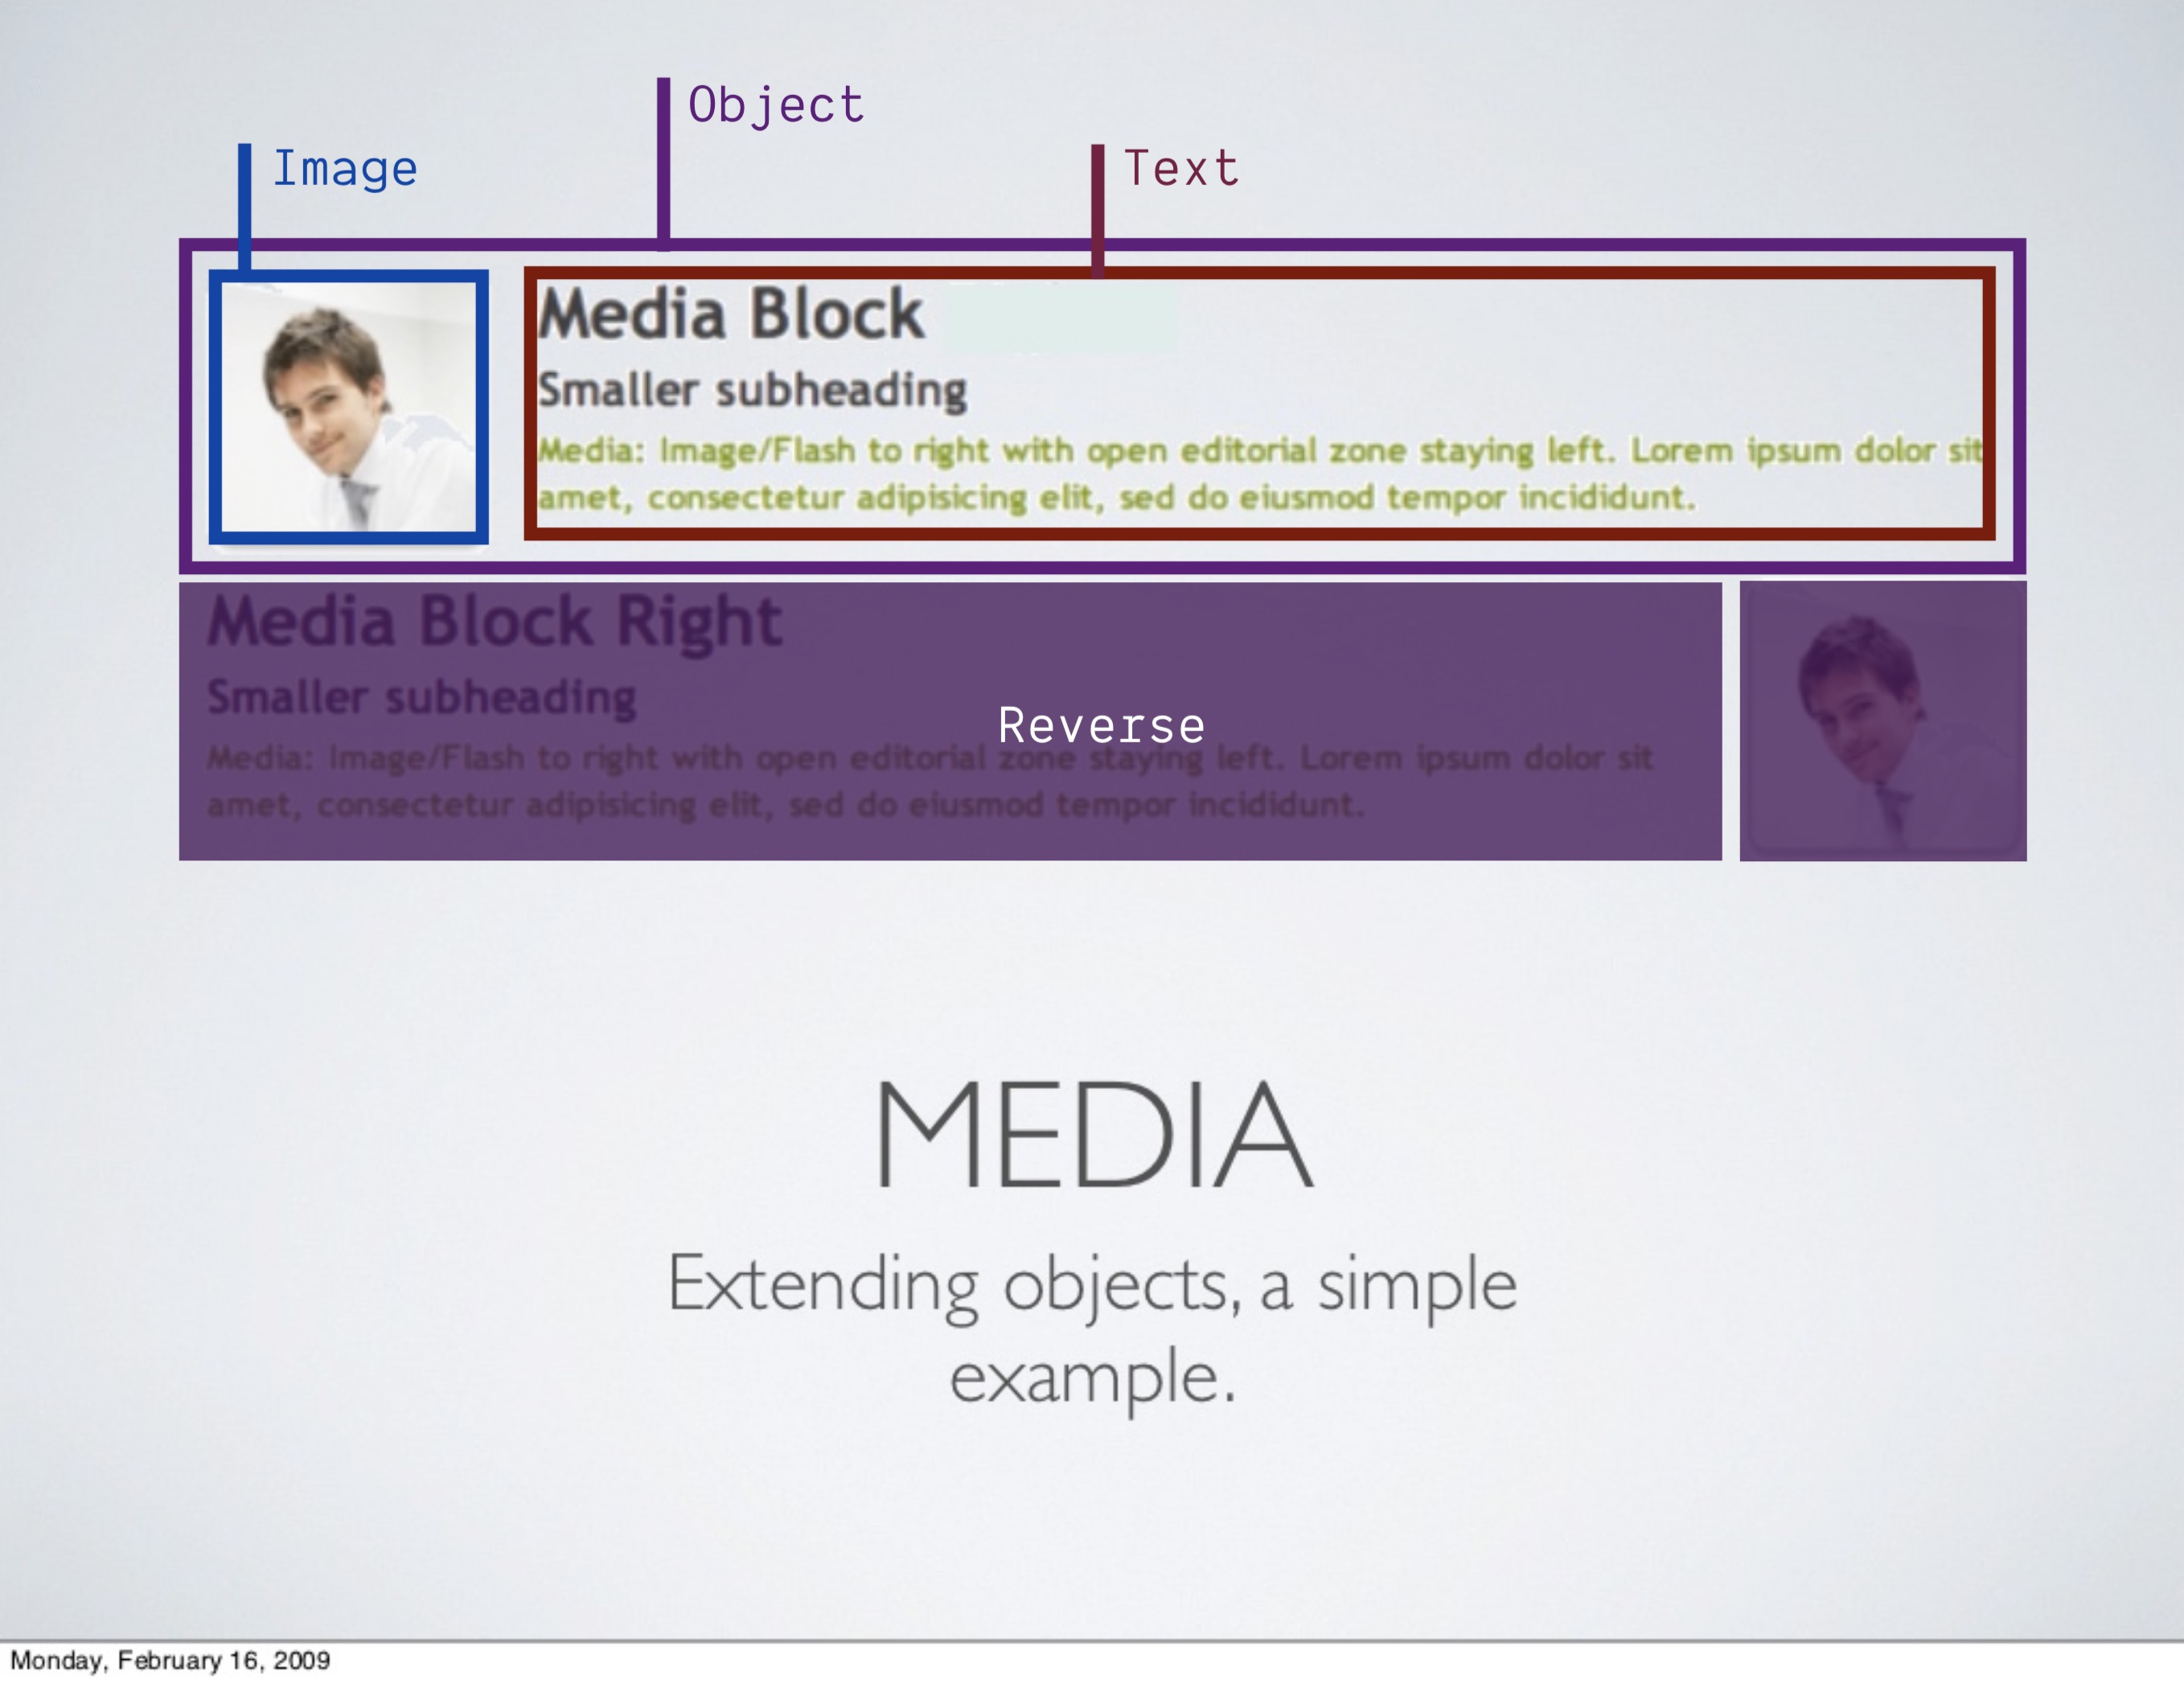 Object
Image
Text
Media Block
Smaller subheading
Media: Image/Flash to right with open editorial zone staying left. Lorem ipsum dolor sit
amet, consectetur adipisicing elit, sed do eiusmod tempor incididunt.
Media Block Right
Smaller subheading
Reverse
Media: Image/Flash to right with open editorial zone staying left. Lorem ipsum dolor sit
amet, consectetur adipisicing elit, sed do eiusmod tempor incididunt.
MEDIA
Extending objects, a simple
example.
Monday, February 16, 2009